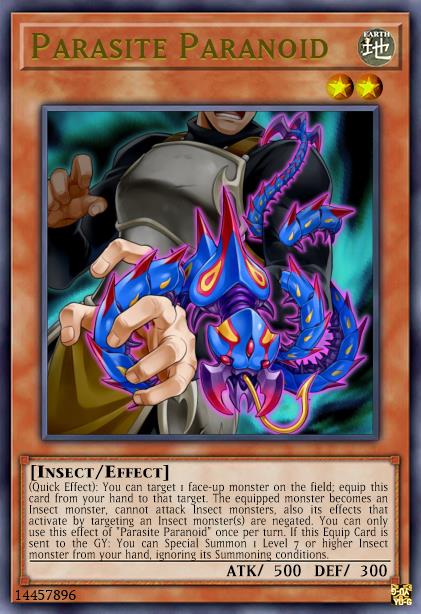 PARASITE PARANOID
EARTH
地
[INSECT/EFFECT]
(Quick Effect): You can target 1 face-up monster on the field; equip this
card from your hand to that target. The equipped monster becomes an
Insect monster, cannot attack Insect monsters, also its effects that
activate by targeting an Insect monster(s) are negated. You can only
use this effect of "Parasite Paranoid" once per turn. If this Equip Card is
sent to the GY: You can Special Summon 1 Level 7 or higher Insect
monster from your hand, ignoring its Summoning conditions.
ATK/ 500 DEF/ 300
14457896